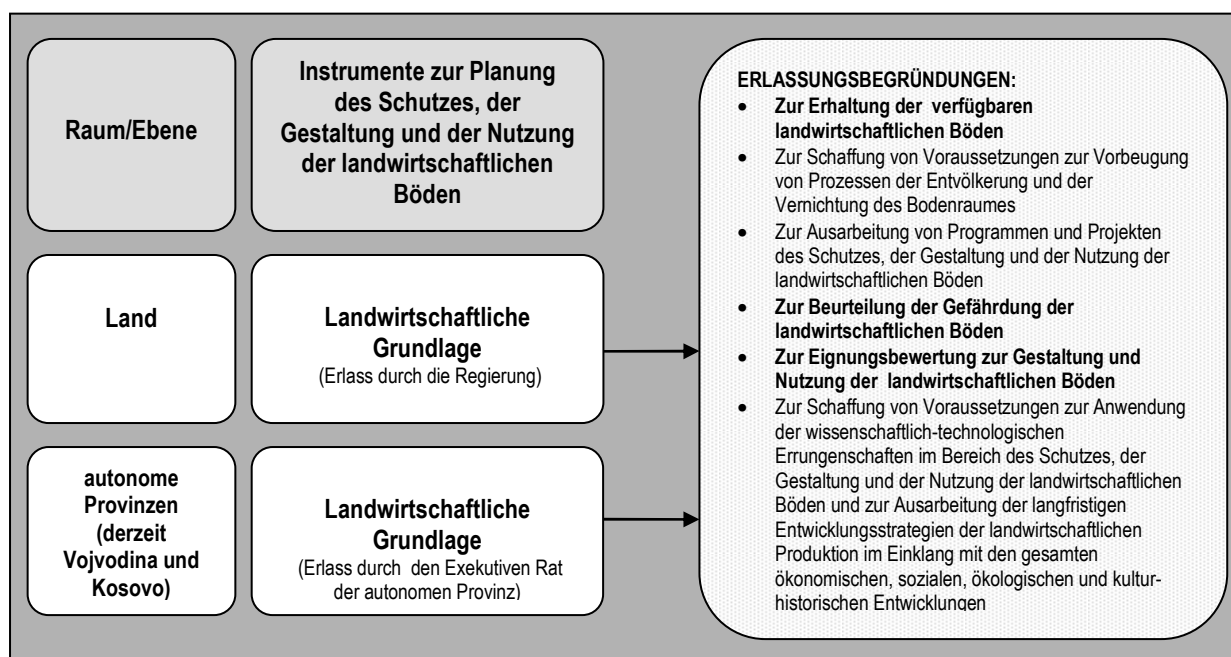 Raum/Ebene
Instrumente zur Planung
des Schutzes, der
Gestaltung und der Nutzung
der landwirtschaftlichen
Böden
Land
Landwirtschaftliche
Grundlage
(Erlass durch die Regierung)
autonome
Provinzen
(derzeit
Vojvodina und
Kosovo)
Landwirtschaftliche
Grundlage
(Erlass durch den Exekutiven Rat
der autonomen Provinz)
ERLASSUNGSBEGRÜNDUNGEN:
• Zur Erhaltung der verfügbaren
landwirtschaftlichen Böden
• Zur Schaffung von Voraussetzungen zur Vorbeugung
von Prozessen der Entvölkerung und der
Vernichtung des Bodenraumes
• Zur Ausarbeitung von Programmen und Projekten
des Schutzes, der Gestaltung und der Nutzung der
landwirtschaftlichen Böden
• Zur Beurteilung der Gefährdung der
landwirtschaftlichen Böden
• Zur Eignungsbewertung zur Gestaltung und
Nutzung der landwirtschaftlichen Böden
• Zur Schaffung von Voraussetzungen zur Anwendung
der wissenschaftlich-technologischen
Errungenschaften im Bereich des Schutzes, der
Gestaltung und der Nutzung der landwirtschaftlichen
Böden und zur Ausarbeitung der langfristigen
Entwicklungsstrategien der landwirtschaftlichen
Produktion im Einklang mit den gesamten
ökonomischen, sozialen, ökologischen und kultur-
historischen Entwicklungen